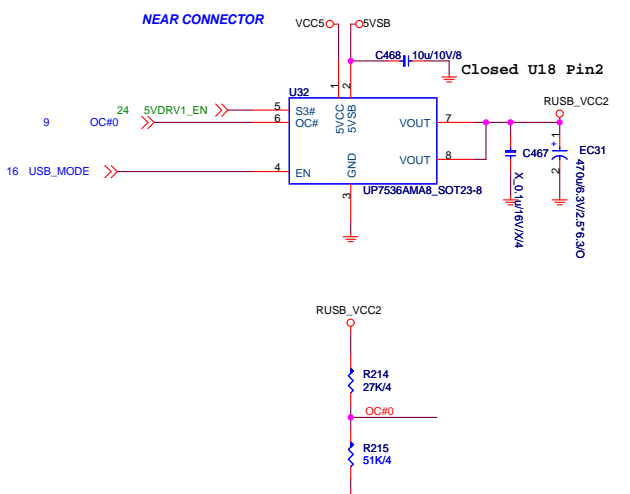 NEAR CONNECTOR
VCC5
5VSB
C468
10u/10V/8
Closed U18 Pin2
U32
1
2
RUSB_VCC2
24
5VDRV1_EN
5
S3#
5VCC
5VSB
9
OC#0
6
OC#
VOUT
7
1
+
C467
EC31
VOUT
8
16
USB_MODE
4
EN
GND
2
UP7536AMA8_SOT23-8
3
X_0.1u/16V/X/4
470u/6.3V/2.5*6.3/O
RUSB_VCC2
R214
27K/4
OC#0
R215
51K/4